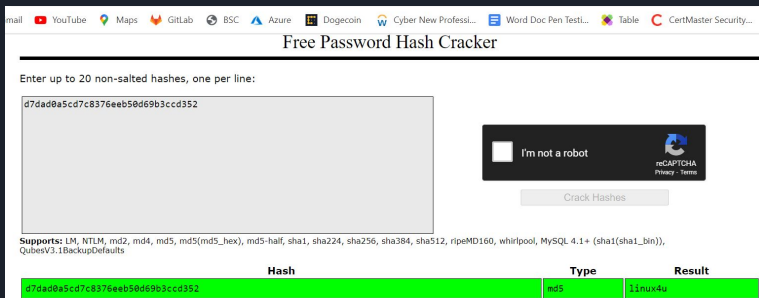 mail YouTube Maps GitLab BSC Azure Dogecoin Cyber New Professi... Word Doc Pen Testi... Table CertMaster Security...
Free Password Hash Cracker
Enter up to 20 non-salted hashes, one per line:
d7dad0a5cd7c8376eeb50d69b3ccd352
I'm not a robot
reCAPTCHA
Privacy - Terms
Crack Hashes
Supports: LM, NTLM, md2, md4, md5, md5(md5_hex), md5-half, sha1, sha224, sha256, sha384, sha512, ripeMD160, whirlpool, MySQL 4.1+ (sha1(sha1_bin)),
QubesV3.1BackupDefaults
Hash Type Result
d7dad0a5cd7c8376eeb50d69b3ccd352 md5 linux4u